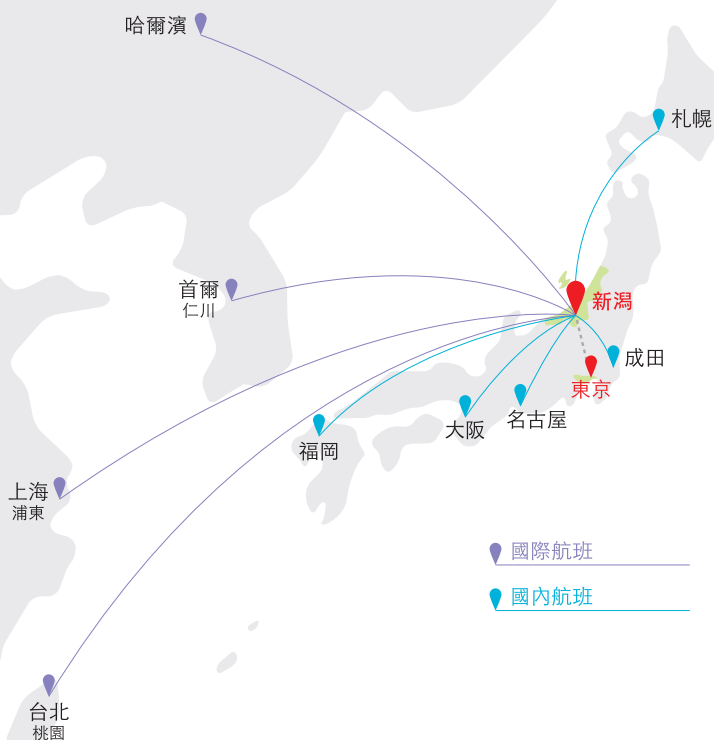 哈爾濱
札幌
首爾
仁川
新潟
成田
東京
名古屋
大阪
福岡
上海
浦東
國際航班
國內航班
台北
桃園